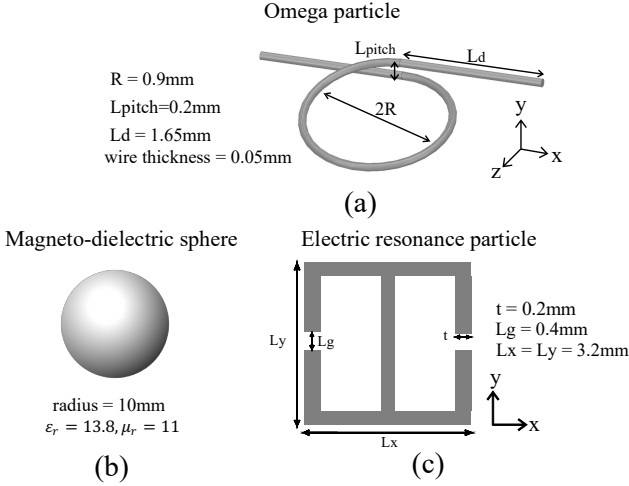 Omega particle
R = 0.9mm
Lpitch=0.2mm
Ld = 1.65mm
wire thickness = 0.05mm
Lpitch
Ld
2R
y
x
z
(a)
Magneto-dielectric sphere
radius = 10mm
εr = 13.8, μr = 11
(b)
Electric resonance particle
Ly
Lg
t
Lx
t = 0.2mm
Lg = 0.4mm
Lx = Ly = 3.2mm
y
x
(c)